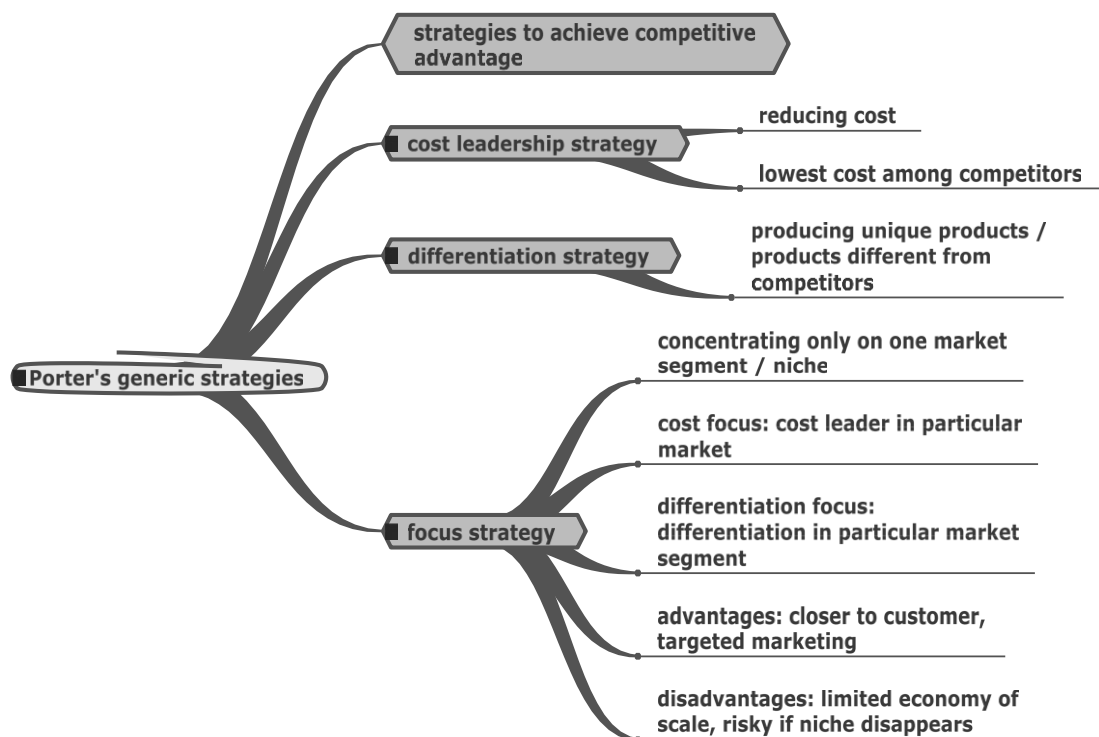 strategies to achieve competitive
advantage
reducing cost
cost leadership strategy
lowest cost among competitors
producing unique products /
products different from
competitors
differentiation strategy
concentrating only on one market
segment / niche
Porter's generic strategies
cost focus: cost leader in particular
market
differentiation focus:
differentiation in particular market
segment
focus strategy
advantages: closer to customer,
targeted marketing
disadvantages: limited economy of
scale, risky if niche disappears